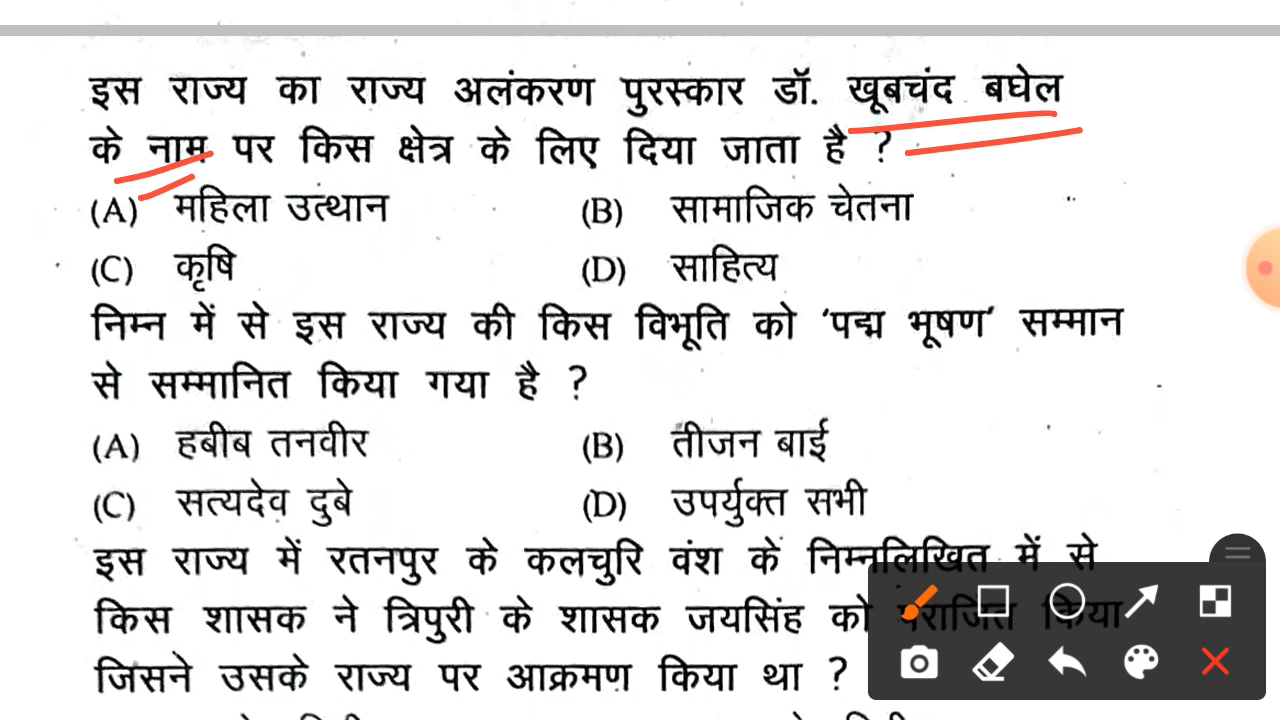 इस राज्य का राज्य अलंकरण पुरस्कार डॉ. खूबचंद बघेल
के नाम पर किस क्षेत्र के लिए दिया जाता है ?
(A) महिला उत्थान (B) सामाजिक चेतना
(C) कृषि (D) साहित्य
निम्न में से इस राज्य की किस विभूति को 'पद्म भूषण' सम्मान
से सम्मानित किया गया है ?
(A) हबीब तनवीर (B) तीजन बाई
(C) सत्यदेव दुबे (D) उपर्युक्त सभी
इस राज्य में रतनपुर के कलचुरि वंश के निम्नलिखित में से
किस शासक ने त्रिपुरी के शासक जयसिंह को पराजित किया
जिसने उसके राज्य पर आक्रमण किया था ?